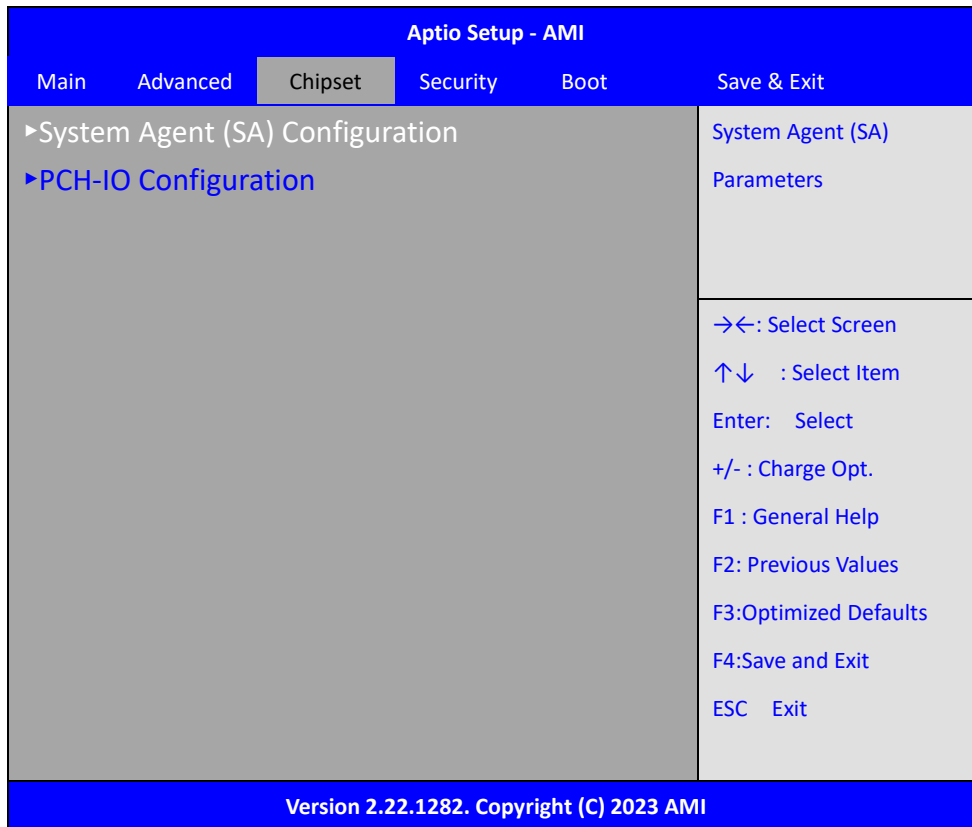 Aptio Setup - AMI
Main Advanced Chipset Security Boot Save & Exit
▸System Agent (SA) Configuration
▸PCH-IO Configuration
System Agent (SA)
Parameters
→←: Select Screen
↑↓ : Select Item
Enter: Select
+/- : Charge Opt.
F1 : General Help
F2: Previous Values
F3:Optimized Defaults
F4:Save and Exit
ESC Exit
Version 2.22.1282. Copyright (C) 2023 AMI